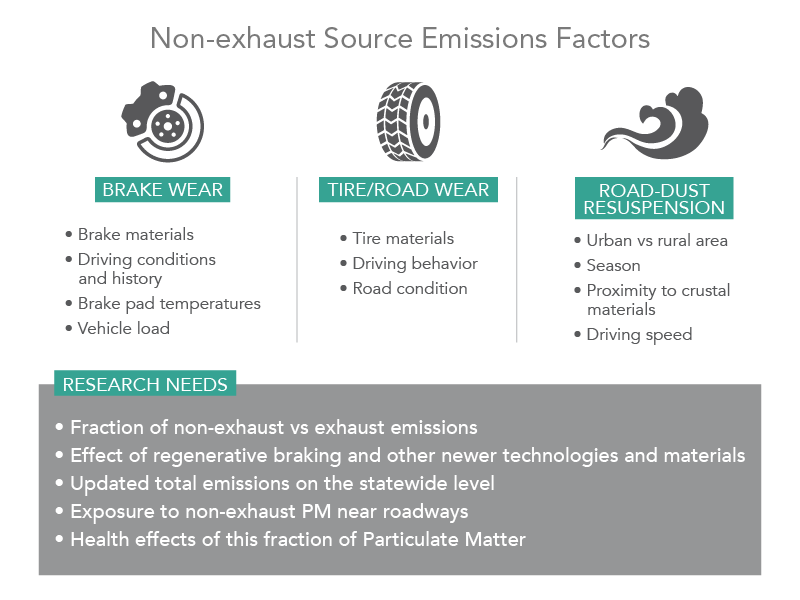 Non-exhaust Source Emissions Factors
BRAKE WEAR
• Brake materials
• Driving conditions
and history
• Brake pad temperatures
• Vehicle load
TIRE/ROAD WEAR
• Tire materials
• Driving behavior
• Road condition
ROAD-DUST
RESUSPENSION
• Urban vs rural area
• Season
• Proximity to crustal
materials
• Driving speed
RESEARCH NEEDS
• Fraction of non-exhaust vs exhaust emissions
• Effect of regenerative braking and other newer technologies and materials
• Updated total emissions on the statewide level
• Exposure to non-exhaust PM near roadways
• Health effects of this fraction of Particulate Matter